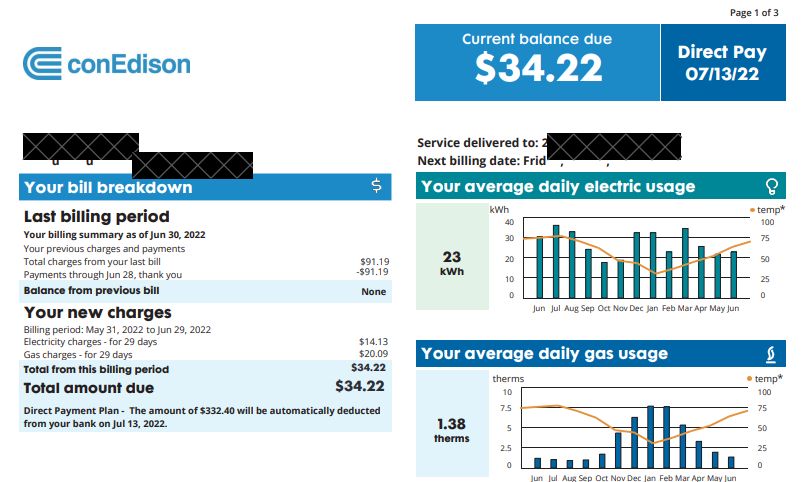 Page 1 of 3
conEdison
Current balance due
$34.22
Direct Pay
07/13/22
Service delivered to: 2
Next billing date: Frid , ,
Your bill breakdown
$
Last billing period
Your billing summary as of Jun 30, 2022
Your previous charges and payments
Total charges from your last bill $91.19
Payments through Jun 28, thank you -$91.19
Balance from previous bill None
Your new charges
Billing period: May 31, 2022 to Jun 29, 2022
Electricity charges - for 29 days $14.13
Gas charges - for 29 days $20.09
Total from this billing period $34.22
Total amount due $34.22
Direct Payment Plan - The amount of $332.40 will be automatically deducted
from your bank on Jul 13, 2022.
Your average daily electric usage
23
kWh
kWh temp*
40 100
30 75
20 50
10 25
0 0
Jun Jul Aug Sep Oct Nov Dec Jan Feb Mar Apr May Jun
Your average daily gas usage
1.38
therms
therms temp*
10 100
7.5 75
5 50
2.5 25
0 0
Jun Jul Aug Sep Oct Nov Dec Jan Feb Mar Apr May Jun